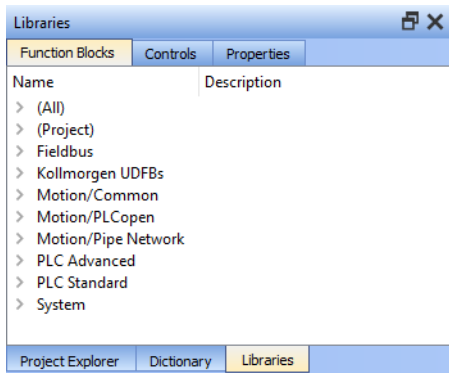 Libraries
Function Blocks Controls Properties
Name Description
(All)
(Project)
Fieldbus
Kollmorgen UDFBs
Motion/Common
Motion/PLCopen
Motion/Pipe Network
PLC Advanced
PLC Standard
System
Project Explorer Dictionary Libraries